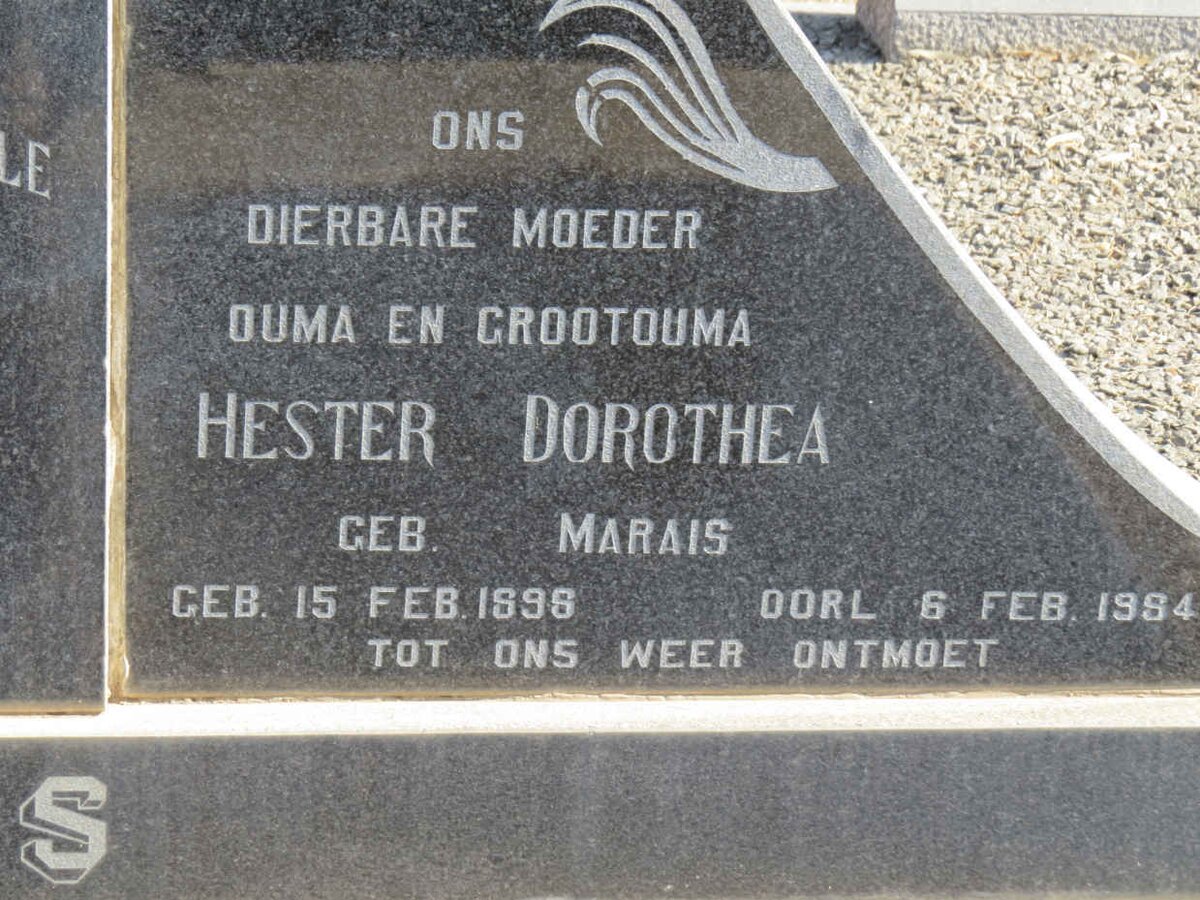 LE
ONS
DIERBARE MOEDER
OUMA EN GROOTOUMA
HESTER DOROTHEA
GEB. MARAIS
GEB. 15 FEB. 1898 OORL 6 FEB. 1984
TOT ONS WEER ONTMOET
S